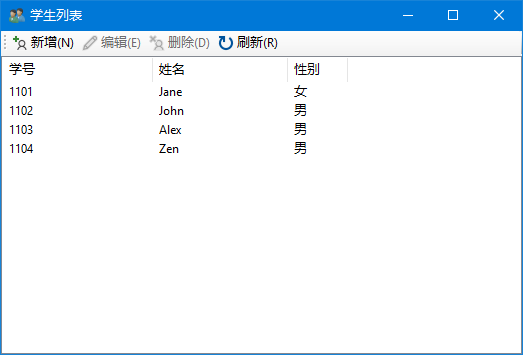 学生列表
新增(N) 编辑(E) 删除(D) 刷新(R)
学号 姓名 性别
1101 Jane 女
1102 John 男
1103 Alex 男
1104 Zen 男